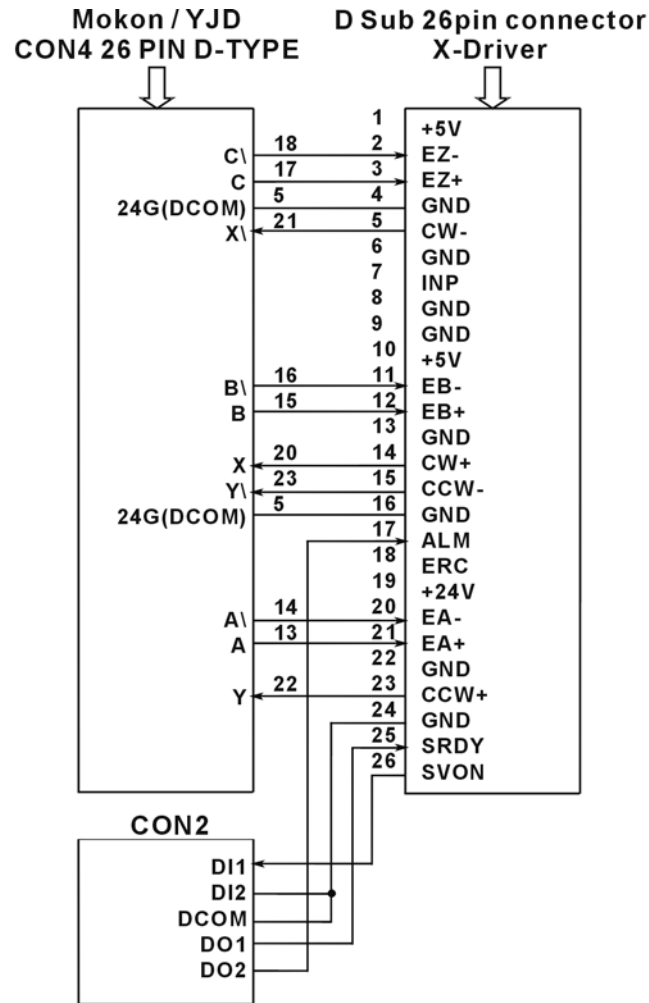 Mokon / YJD
CON4 26 PIN D-TYPE
D Sub 26pin connector
X-Driver
1 +5V
C\ 18 2 EZ-
C 17 3 EZ+
24G(DCOM) 5 4 GND
X\ 21 5 CW-
6 GND
7 INP
8 GND
9 GND
10 +5V
B\ 16 11 EB-
B 15 12 EB+
13 GND
X 20 14 CW+
Y\ 23 15 CCW-
24G(DCOM) 5 16 GND
17 ALM
18 ERC
19 +24V
A\ 14 20 EA-
A 13 21 EA+
22 GND
Y 22 23 CCW+
24 GND
25 SRDY
26 SVON
CON2
DI1
DI2
DCOM
DO1
DO2